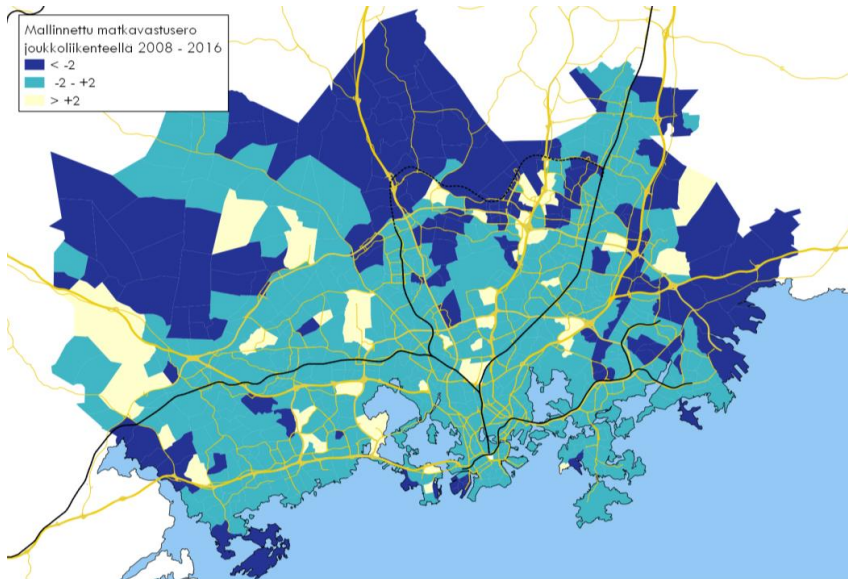 Mallinnettu matkavastusero
joukkoliikenteellä 2008 - 2016
< -2
-2 - +2
> +2